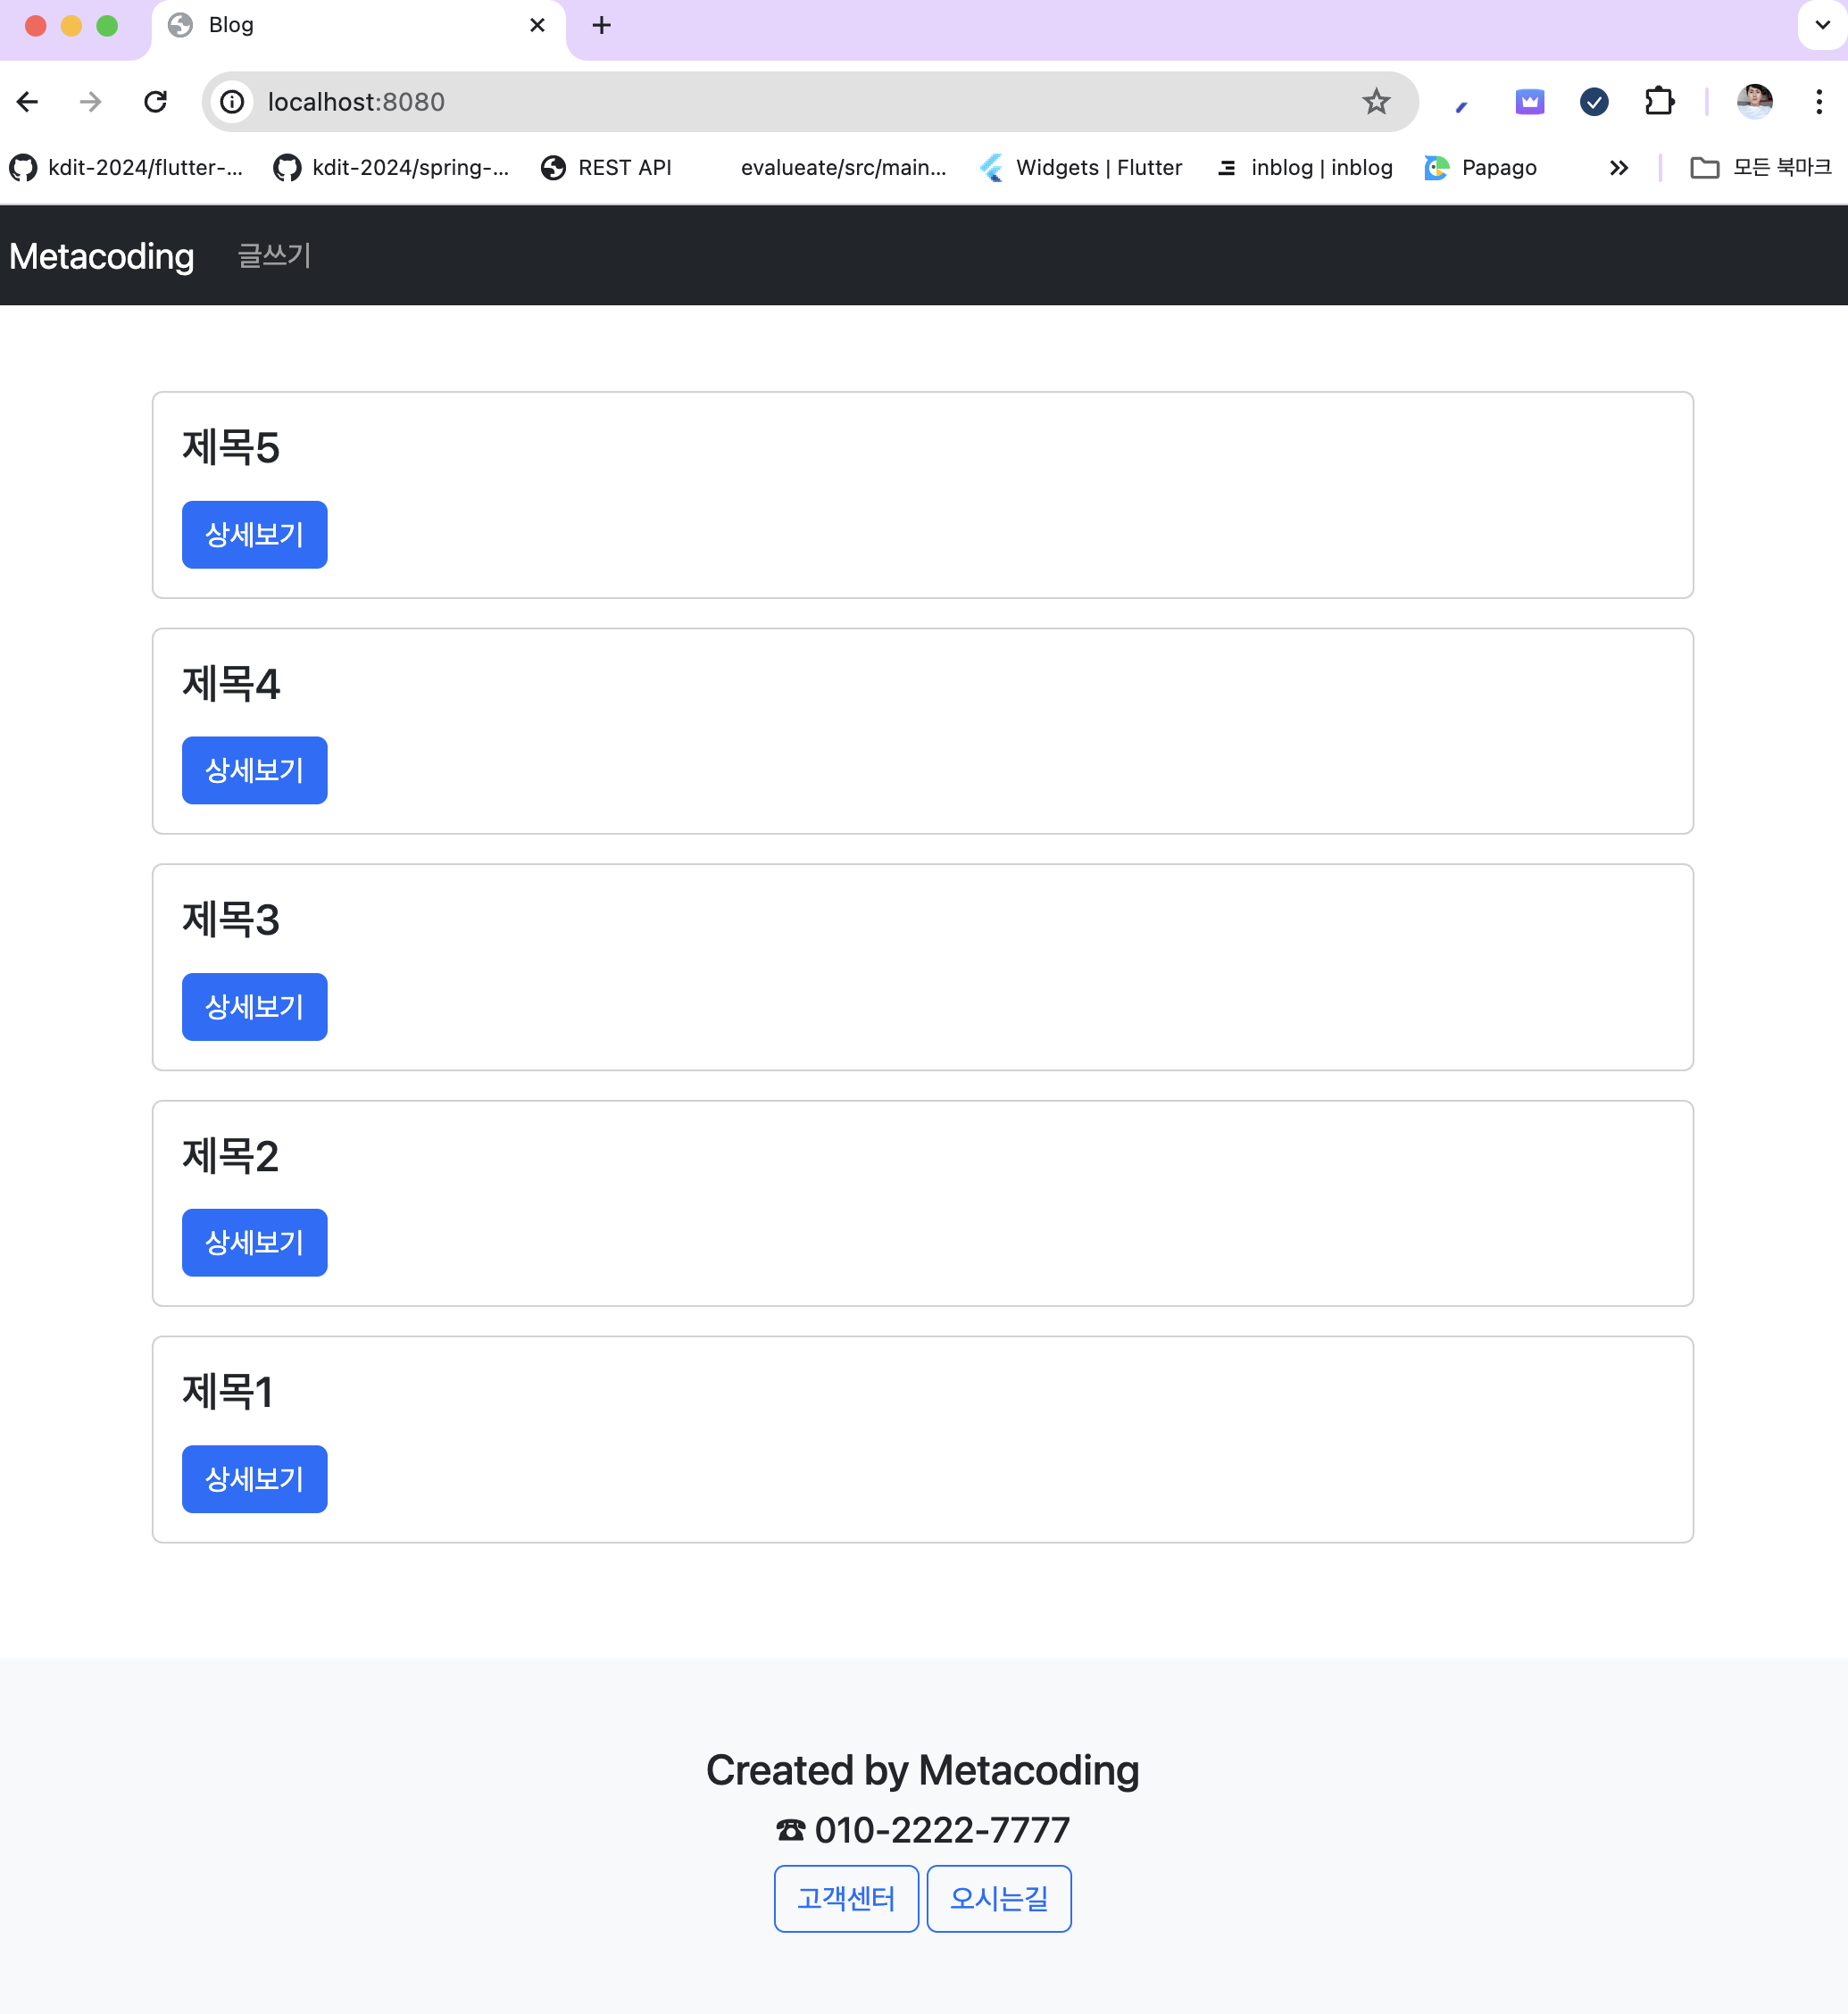 Blog
localhost:8080
kdit-2024/flutter-... kdit-2024/spring-... REST API evalueate/src/main... Widgets | Flutter inblog | inblog Papago 모든 북마크
Metacoding 글쓰기
제목5
상세보기
제목4
상세보기
제목3
상세보기
제목2
상세보기
제목1
상세보기
Created by Metacoding
☎ 010-2222-7777
고객센터 오시는길